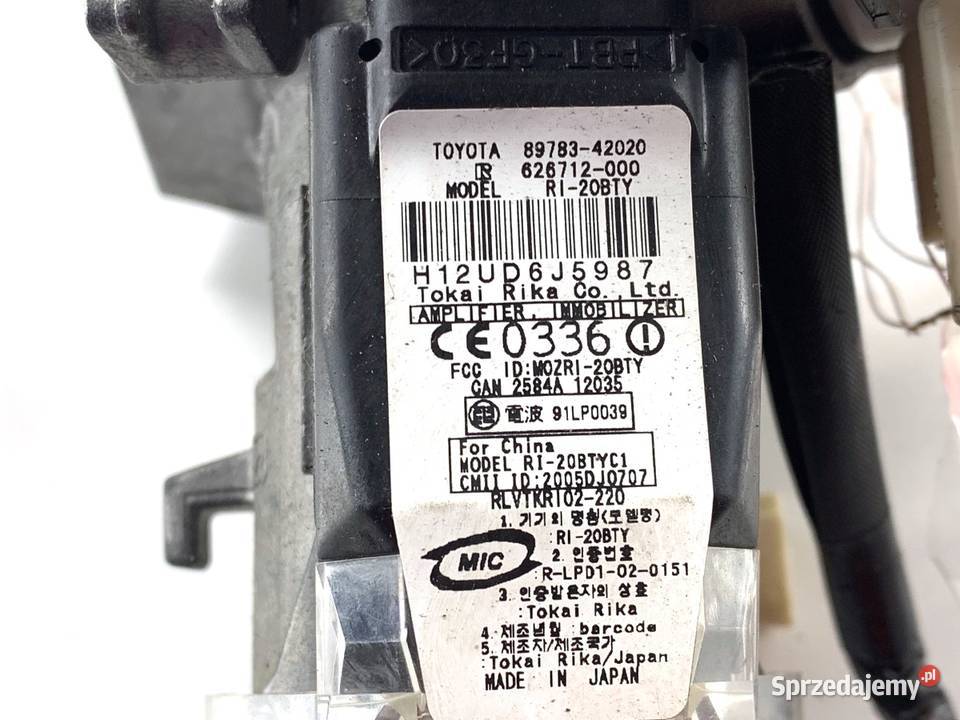 >PBT-GF30<
TOYOTA 89783-42020
626712-000
MODEL RI-20BTY
H12UD6J5987
Tokai Rika Co. Ltd.
AMPLIFIER, IMMOBILIZER
CE0336
FCC ID:MOZRI-20BTY
CAN 2584A 12035
電波 91LP0039
For China
MODEL RI-20BTYC1
CMII ID:2005DJ0707
RLVTKRI02-220
1. 기기의 명칭(모델명)
:RI-20BTY
MIC
2. 인증번호
:R-LPD1-02-0151
3. 인증받은자의 상호
:Tokai Rika
4. 제조년월 :barcode
5. 제조자/제조국가
:Tokai Rika/Japan
MADE IN JAPAN
Sprzedajemy.pl